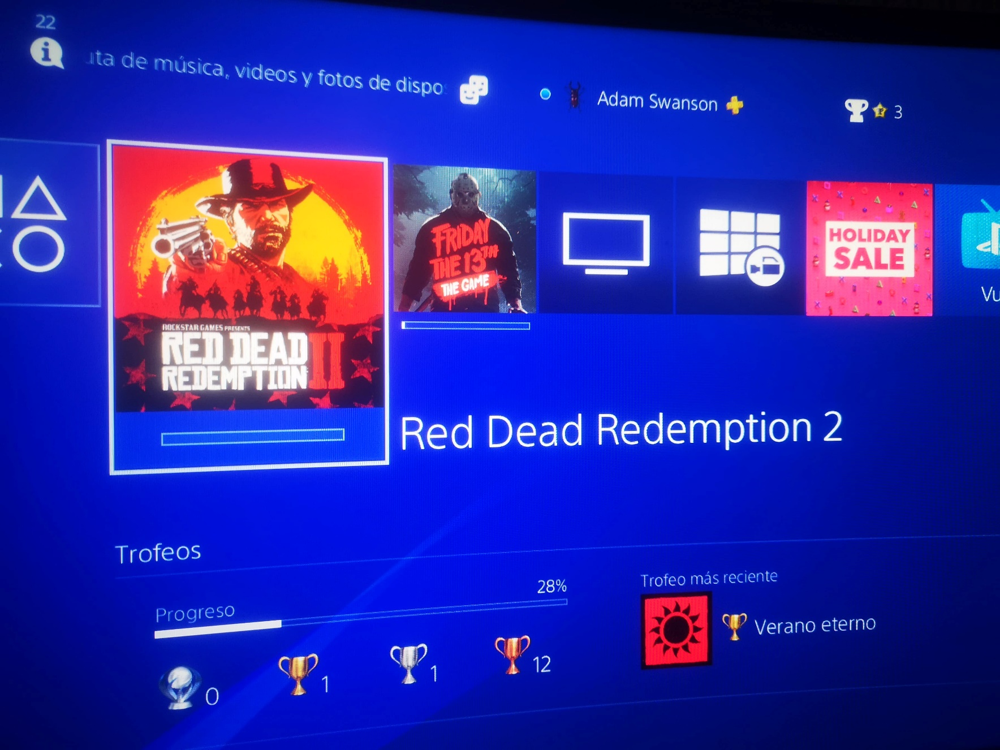 22
de música, videos y fotos de
Adam Swanson
3
FRIDAY
THE 13TH
THE GAME
HOLIDAY
SALE
ROCKSTAR GAMES PRESENTS
RED DEAD
REDEMPTION II
Red Dead Redemption 2
Trofeos
Progreso
28%
0
1
1
12
Trofeo más reciente
Verano eterno